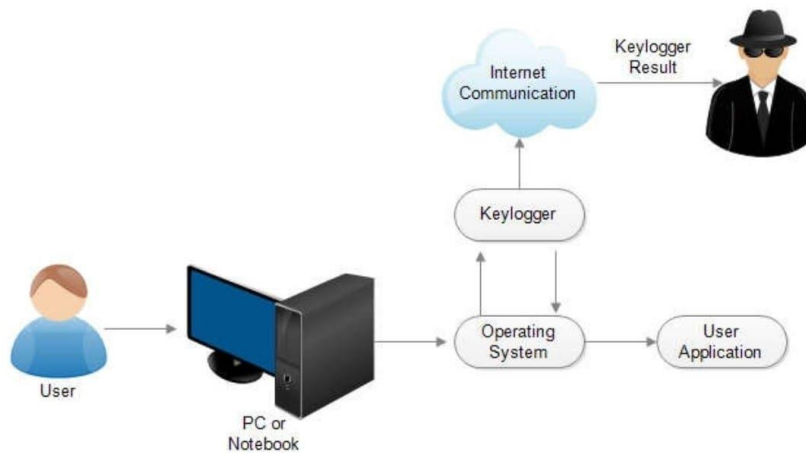 Internet
Communication
Keylogger
Result
Keylogger
Operating
System
User
Application
User
PC or
Notebook